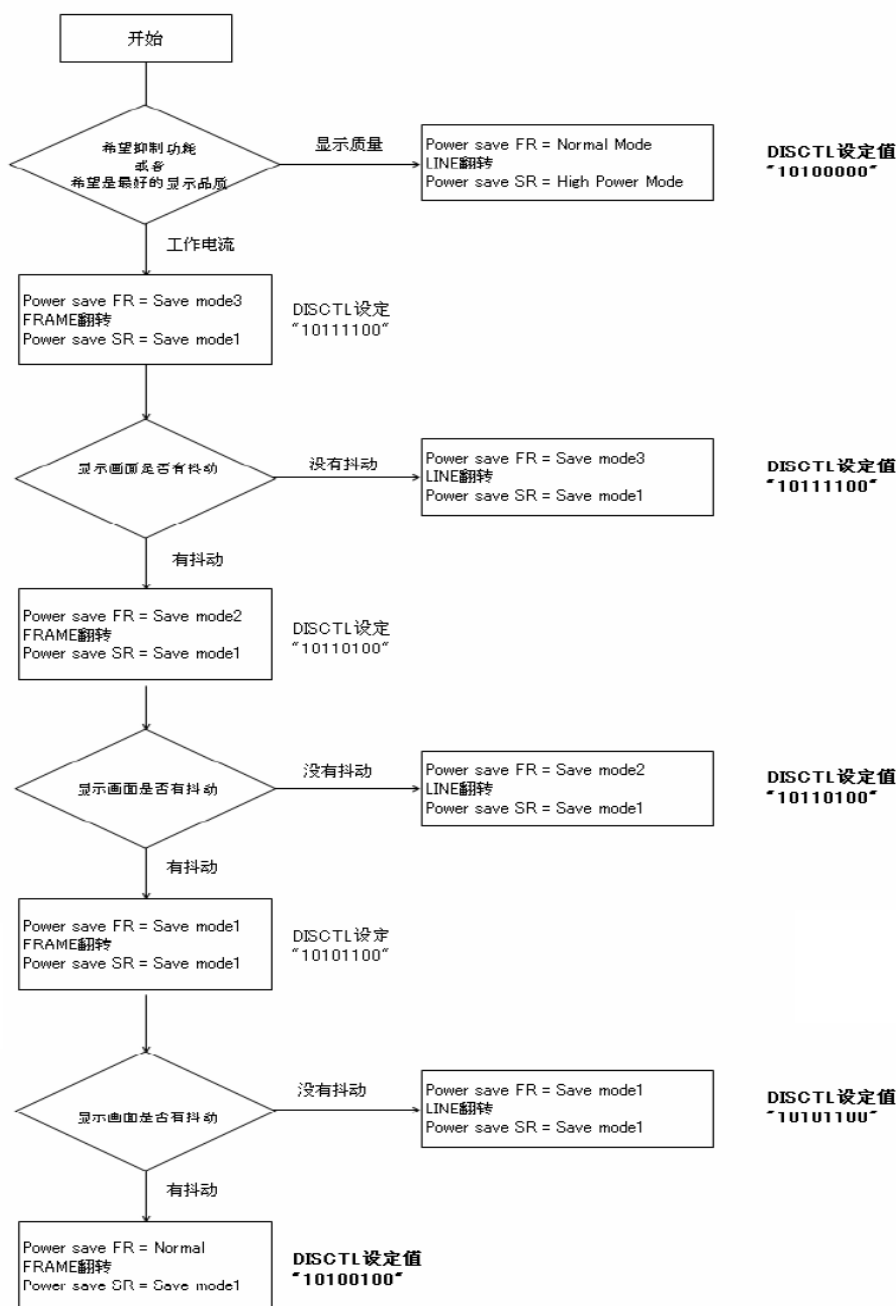 开始
希望抑制功能
或者
希望是最好的显示品质
显示质量
Power save FR = Normal Mode
LINE翻转
Power save SR = High Power Mode
DISCTL设定值
"10100000"
工作电流
Power save FR = Save mode3
FRAME翻转
Power save SR = Save mode1
DISCTL设定
"10111100"
显示画面是否有抖动
没有抖动
Power save FR = Save mode3
LINE翻转
Power save SR = Save mode1
DISCTL设定值
"10111100"
有抖动
Power save FR = Save mode2
FRAME翻转
Power save SR = Save mode1
DISCTL设定
"10110100"
显示画面是否有抖动
没有抖动
Power save FR = Save mode2
LINE翻转
Power save SR = Save mode1
DISCTL设定值
"10110100"
有抖动
Power save FR = Save mode1
FRAME翻转
Power save SR = Save mode1
DISCTL设定
"10101100"
显示画面是否有抖动
没有抖动
Power save FR = Save mode1
LINE翻转
Power save SR = Save mode1
DISCTL设定值
"10101100"
有抖动
Power save FR = Normal
FRAME翻转
Power save SR = Save mode1
DISCTL设定值
"10100100"